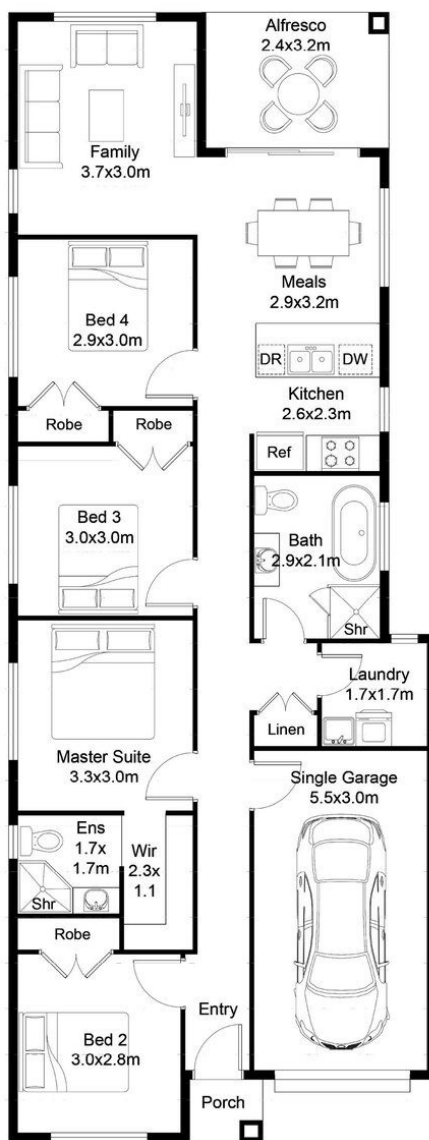 Alfresco
2.4x3.2m
Family
3.7x3.0m
Meals
2.9x3.2m
Bed 4
2.9x3.0m
DR
DW
Kitchen
2.6x2.3m
Robe
Robe
Ref
Bed 3
3.0x3.0m
Bath
2.9x2.1m
Shr
Laundry
1.7x1.7m
Linen
Master Suite
3.3x3.0m
Single Garage
5.5x3.0m
Ens
1.7x
1.7m
Wir
2.3x
1.1
Shr
Robe
Bed 2
3.0x2.8m
Entry
Porch